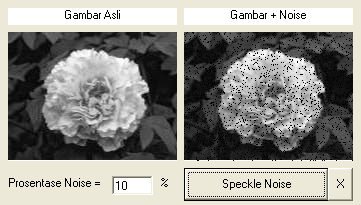 Gambar Asli
Gambar + Noise
Prosentase Noise = 10 %
Speckle Noise
X